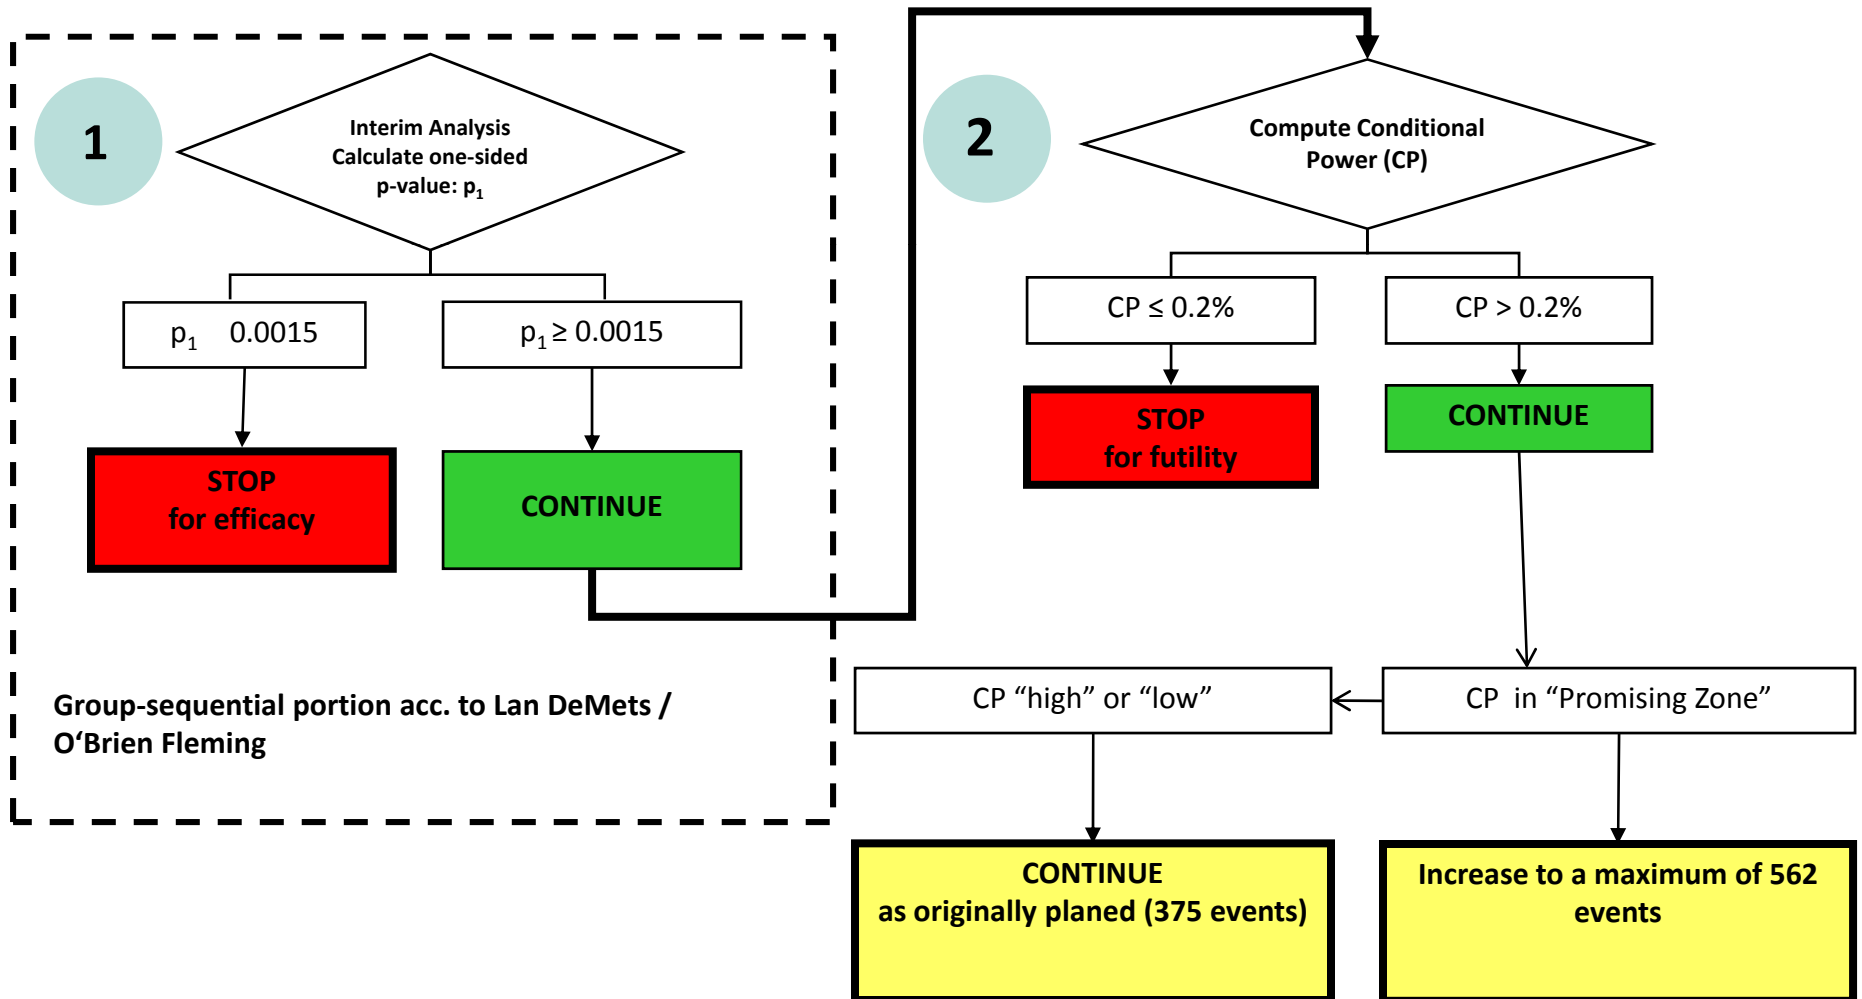 1
Interim Analysis
Calculate one-sided
p-value: p₁
p₁ 0.0015
p₁ ≥ 0.0015
STOP
for efficacy
CONTINUE
Group-sequential portion acc. to Lan DeMets /
O‘Brien Fleming
2
Compute Conditional
Power (CP)
CP ≤ 0.2%
CP > 0.2%
STOP
for futility
CONTINUE
CP “high” or “low”
CP in “Promising Zone”
CONTINUE
as originally planed (375 events)
Increase to a maximum of 562
events